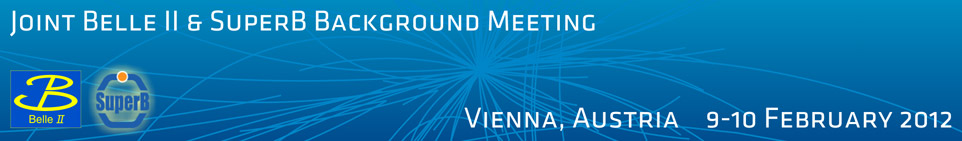 Joint Belle II & SuperB Background Meeting
B
Belle II
SuperB
Vienna, Austria 9-10 February 2012